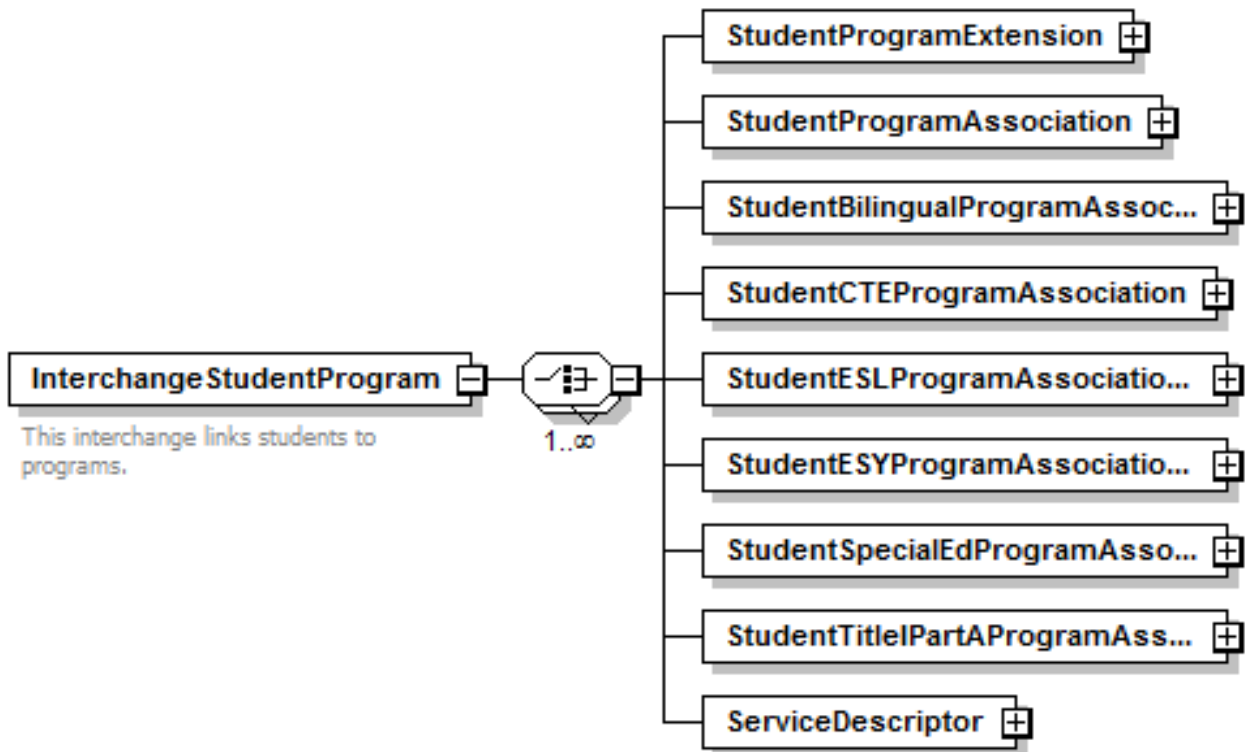 StudentProgramExtension
StudentProgramAssociation
StudentBilingualProgramAssoc...
StudentCTEProgramAssociation
InterchangeStudentProgram
This interchange links students to
programs.
1..∞
StudentESLProgramAssociatio...
StudentESYProgramAssociatio...
StudentSpecialEdProgramAsso...
StudentTitleIPartAProgramAss...
ServiceDescriptor